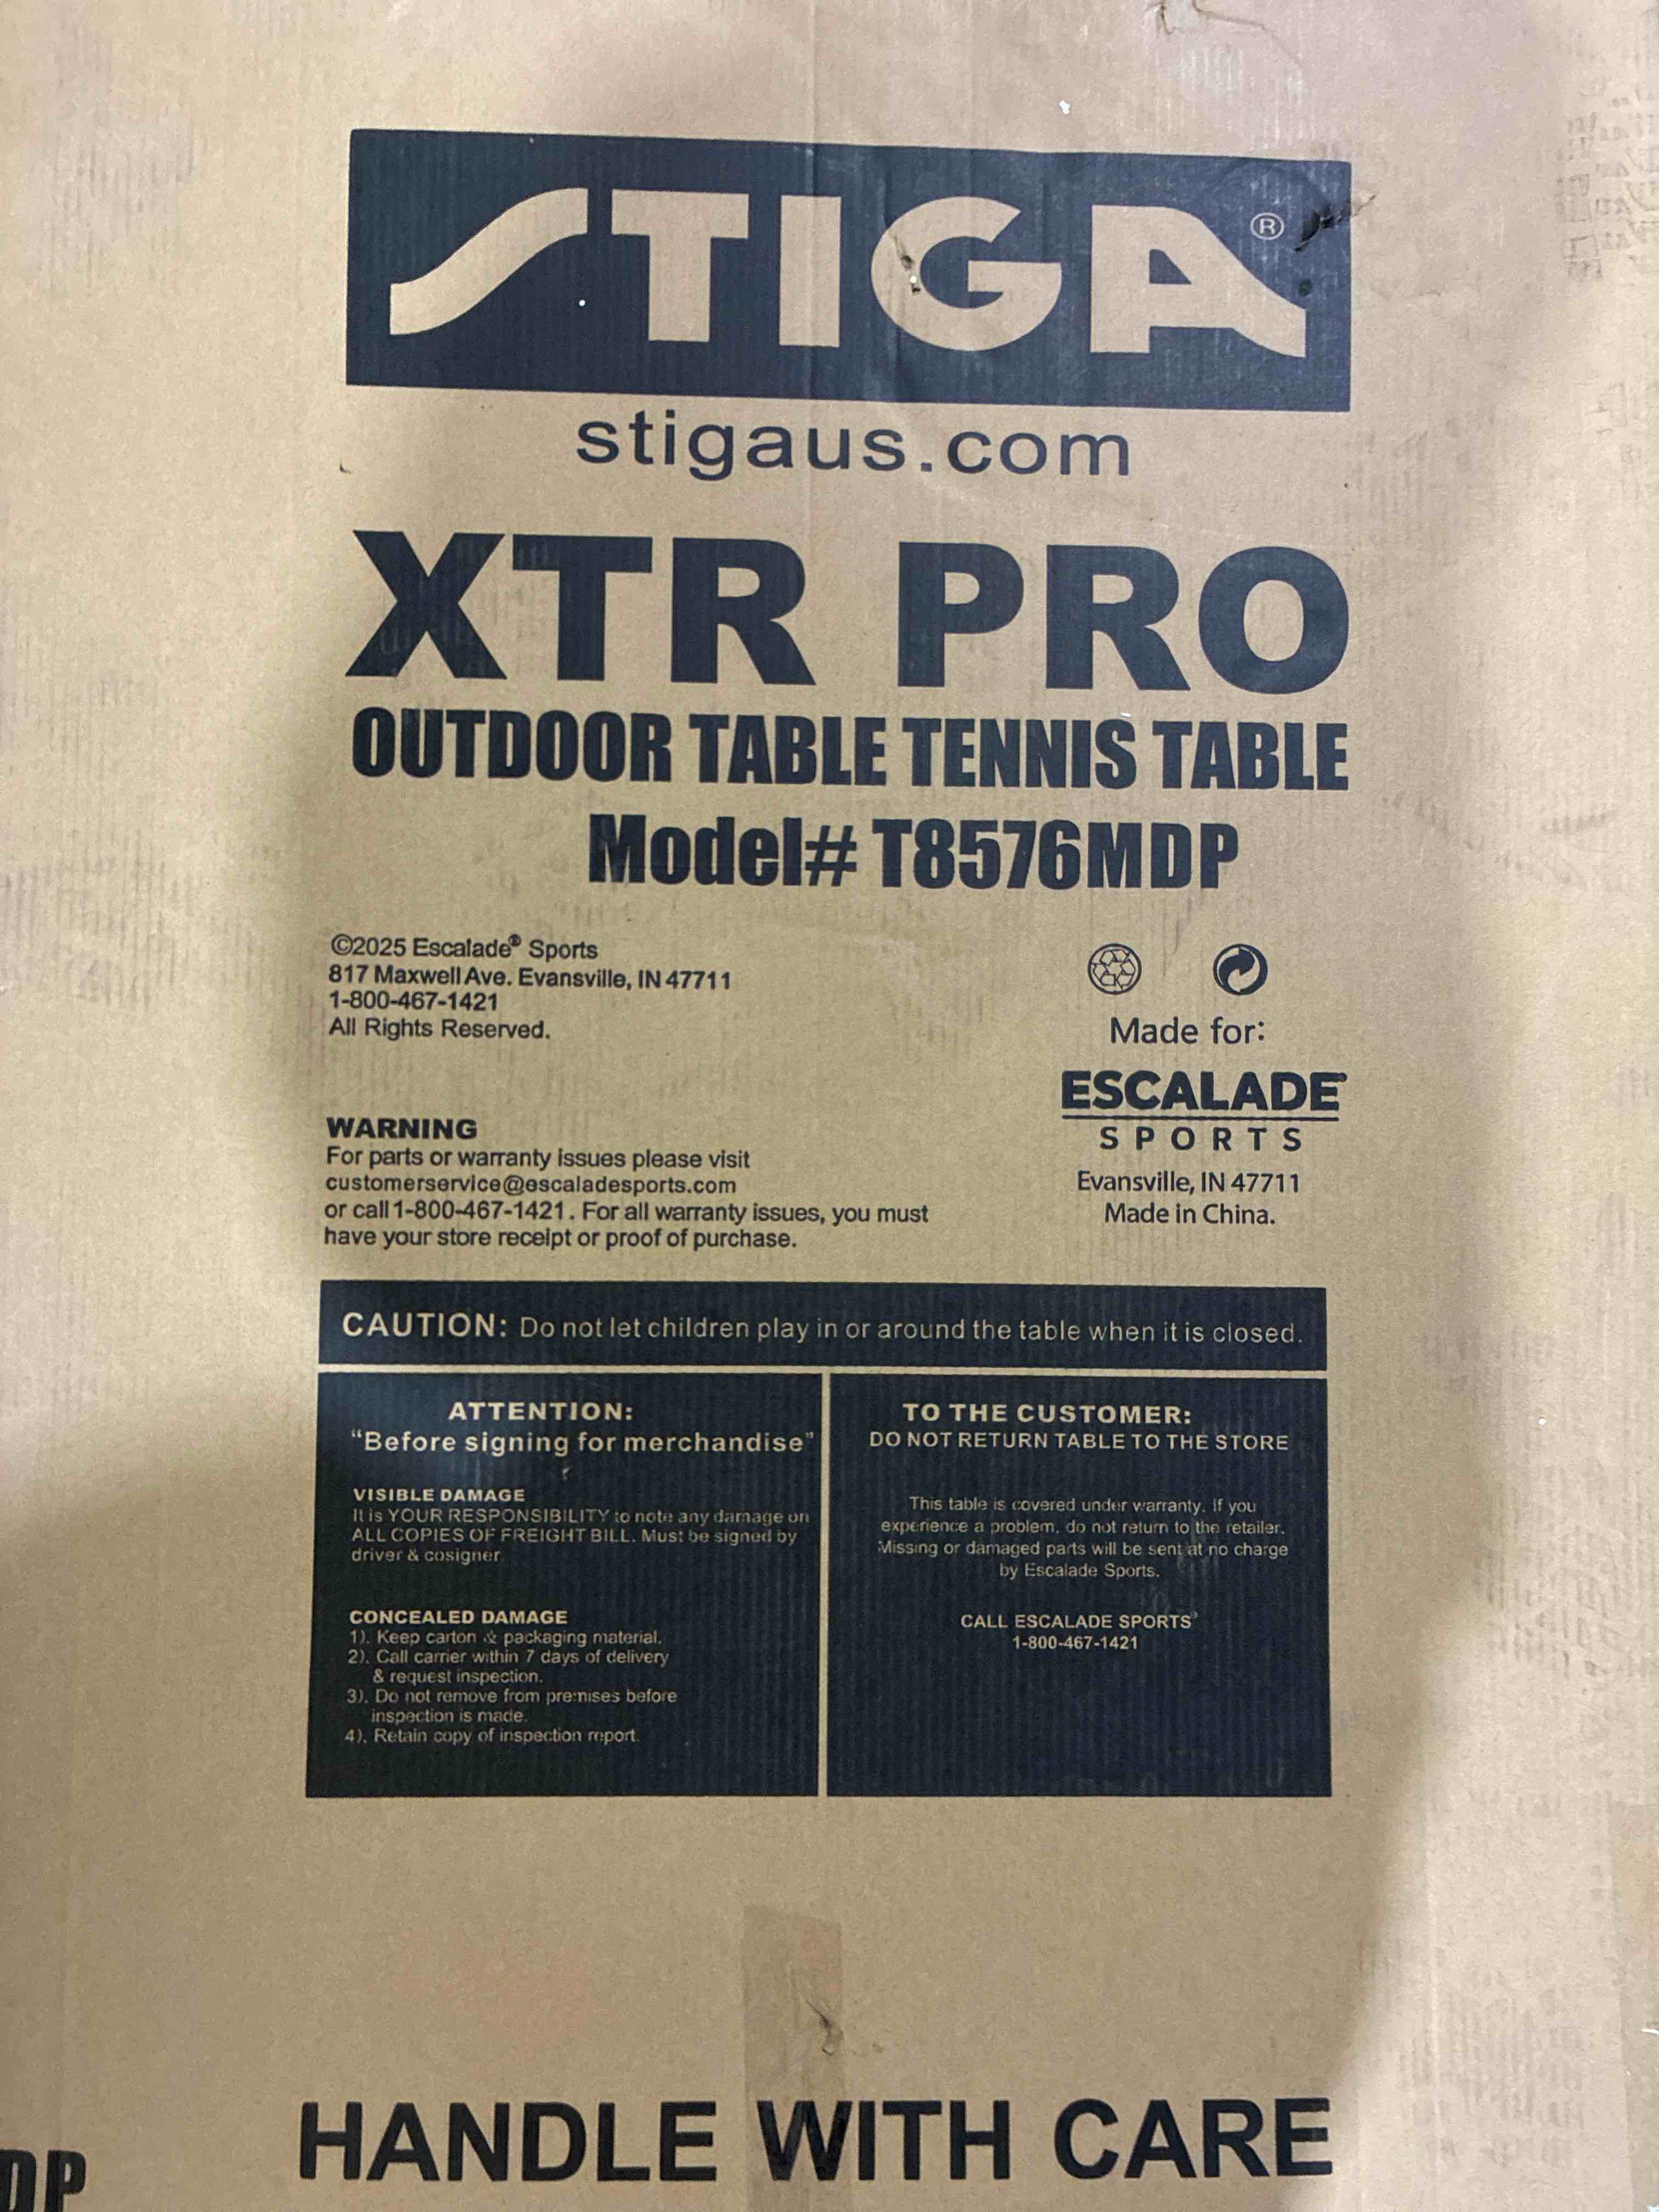 STIGA®
stigaus.com
XTR PRO
OUTDOOR TABLE TENNIS TABLE
Model# T8576MDP
©2025 Escalade® Sports
817 Maxwell Ave. Evansville, IN 47711
1-800-467-1421
All Rights Reserved.
Made for:
ESCALADE
SPORTS
Evansville, IN 47711
Made in China.
WARNING
For parts or warranty issues please visit
customerservice@escaladesports.com
or call 1-800-467-1421. For all warranty issues, you must
have your store receipt or proof of purchase.
CAUTION: Do not let children play in or around the table when it is closed.
ATTENTION:
“Before signing for merchandise”
VISIBLE DAMAGE
It is YOUR RESPONSIBILITY to note any damage on
ALL COPIES OF FREIGHT BILL. Must be signed by
driver & cosigner
CONCEALED DAMAGE
1). Keep carton & packaging material.
2). Call carrier within 7 days of delivery
& request inspection.
3). Do not remove from premises before
inspection is made.
4). Retain copy of inspection report.
TO THE CUSTOMER:
DO NOT RETURN TABLE TO THE STORE
This table is covered under warranty. If you
experience a problem, do not return to the retailer.
Missing or damaged parts will be sent at no charge
by Escalade Sports.
CALL ESCALADE SPORTS®
1-800-467-1421
HANDLE WITH CARE
DP